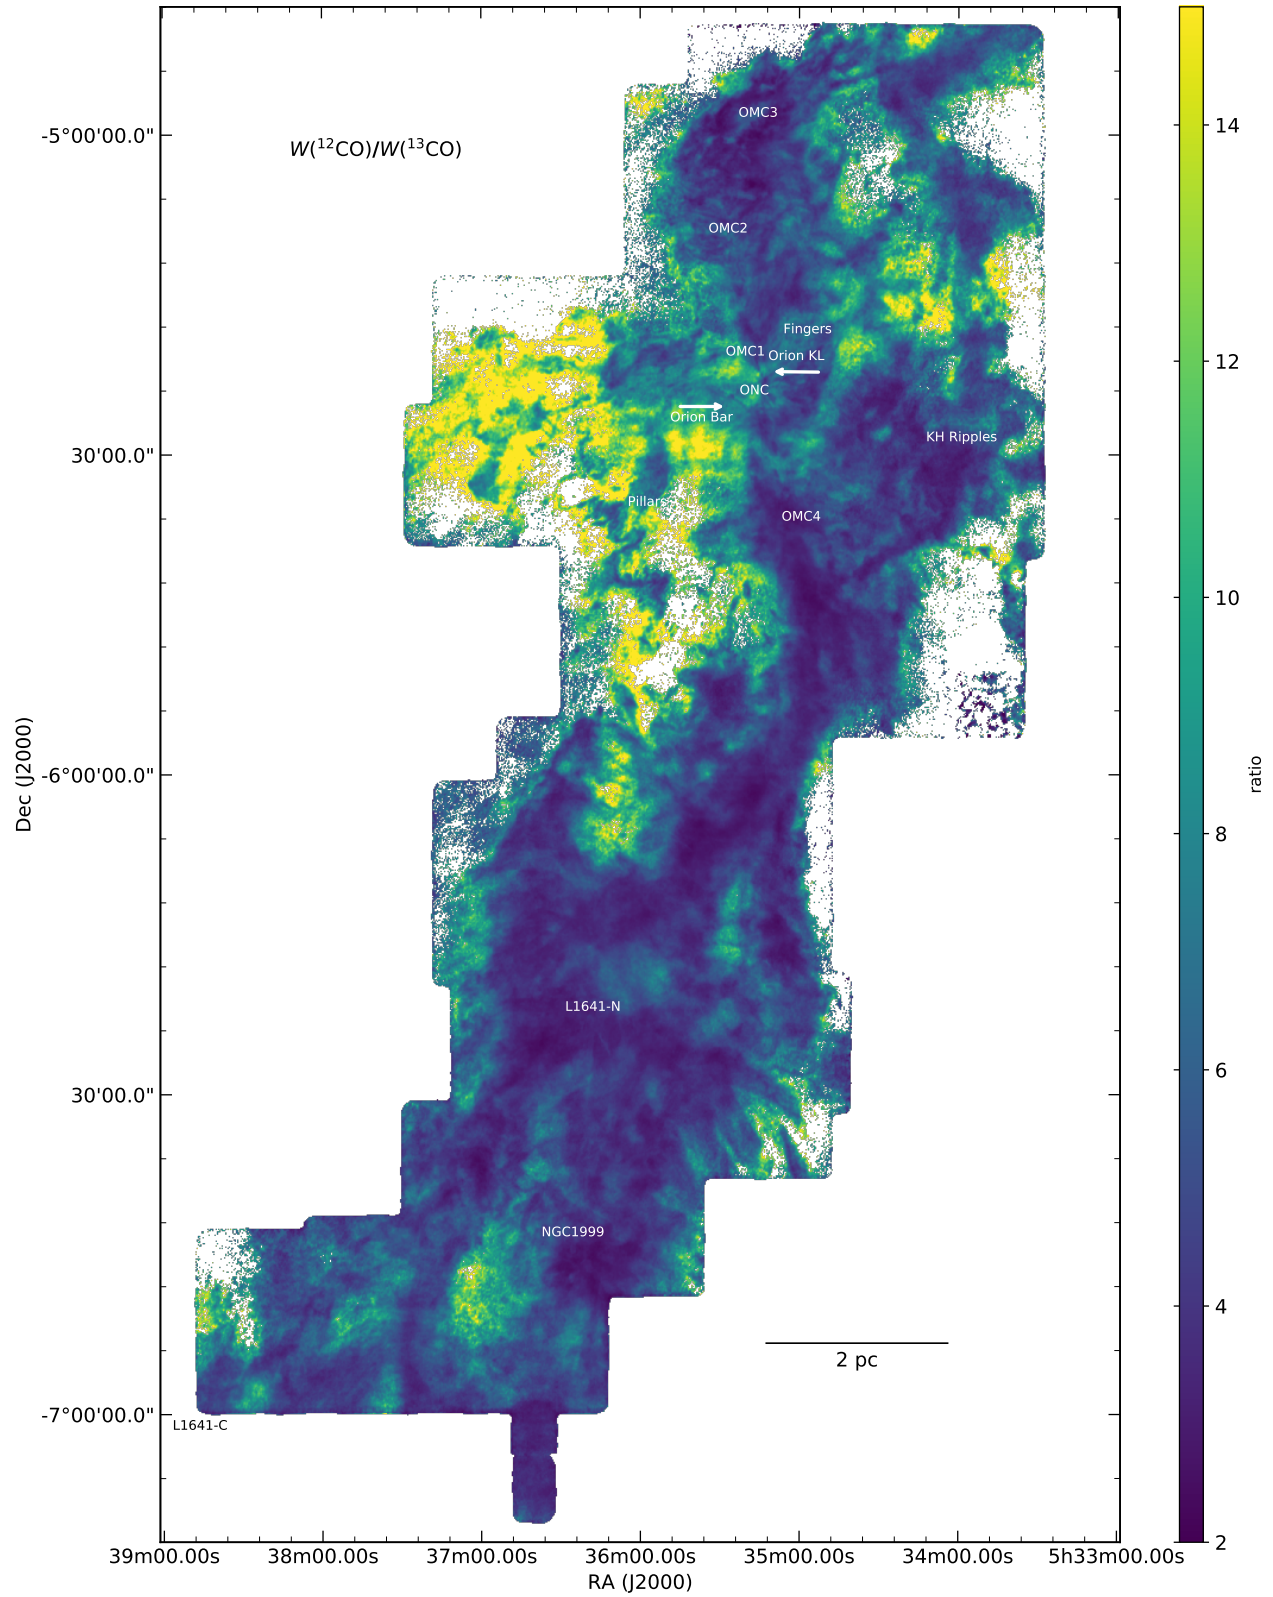 W(¹²CO)/W(¹³CO)
OMC3
OMC2
Fingers
OMC1
Orion KL
ONC
Orion Bar
KH Ripples
Pillars
OMC4
L1641-N
NGC1999
2 pc
L1641-C
-5°00'00.0"
30'00.0"
-6°00'00.0"
30'00.0"
-7°00'00.0"
Dec (J2000)
39m00.00s
38m00.00s
37m00.00s
36m00.00s
35m00.00s
34m00.00s
5h33m00.00s
RA (J2000)
14
12
10
8
6
4
2
ratio